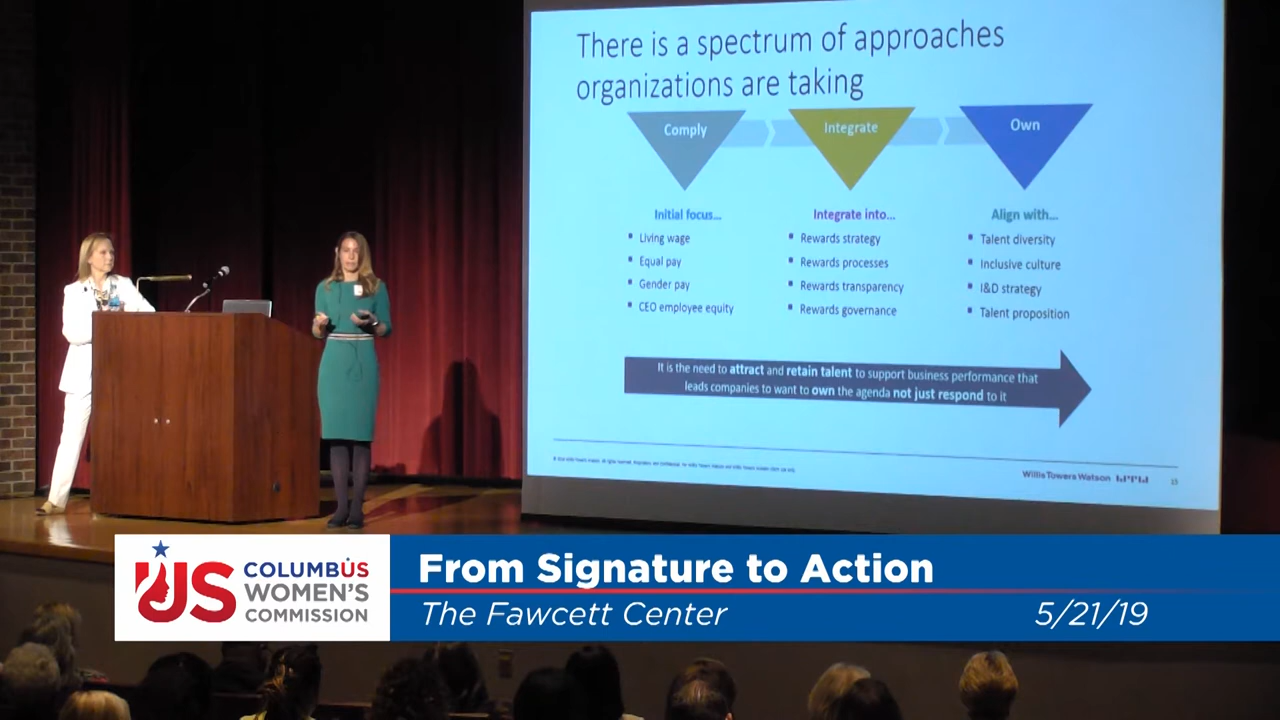 There is a spectrum of approaches
organizations are taking
Comply
Integrate
Own
Initial focus...
Living wage
Equal pay
Gender pay
CEO employee equity
Integrate into...
Rewards strategy
Rewards processes
Rewards transparency
Rewards governance
Align with...
Talent diversity
Inclusive culture
I&D strategy
Talent proposition
It is the need to attract and retain talent to support business performance that
leads companies to want to own the agenda not just respond to it
Willis Towers Watson
13
US
COLUMBUS
WOMEN'S
COMMISSION
From Signature to Action
The Fawcett Center
5/21/19